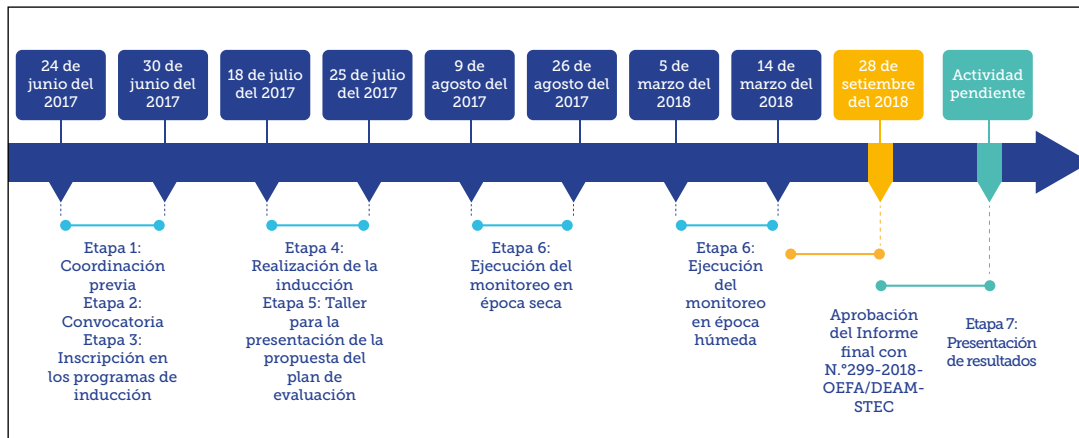 24 de
junio del
2017
30 de
junio del
2017
18 de julio
del 2017
25 de julio
del 2017
9 de
agosto del
2017
26 de
agosto del
2017
5 de
marzo del
2018
14 de
marzo del
2018
28 de
setiembre
del 2018
Actividad
pendiente
Etapa 1:
Coordinación
previa
Etapa 2:
Convocatoria
Etapa 3:
Inscripción en
los programas de
inducción
Etapa 4:
Realización de la
inducción
Etapa 5: Taller
para la
presentación de la
propuesta del
plan de
evaluación
Etapa 6:
Ejecución del
monitoreo en
época seca
Etapa 6:
Ejecución
del
monitoreo
en época
húmeda
Aprobación
del Informe
final con
N.°299-2018-
OEFA/DEAM-
STEC
Etapa 7:
Presentación
de resultados